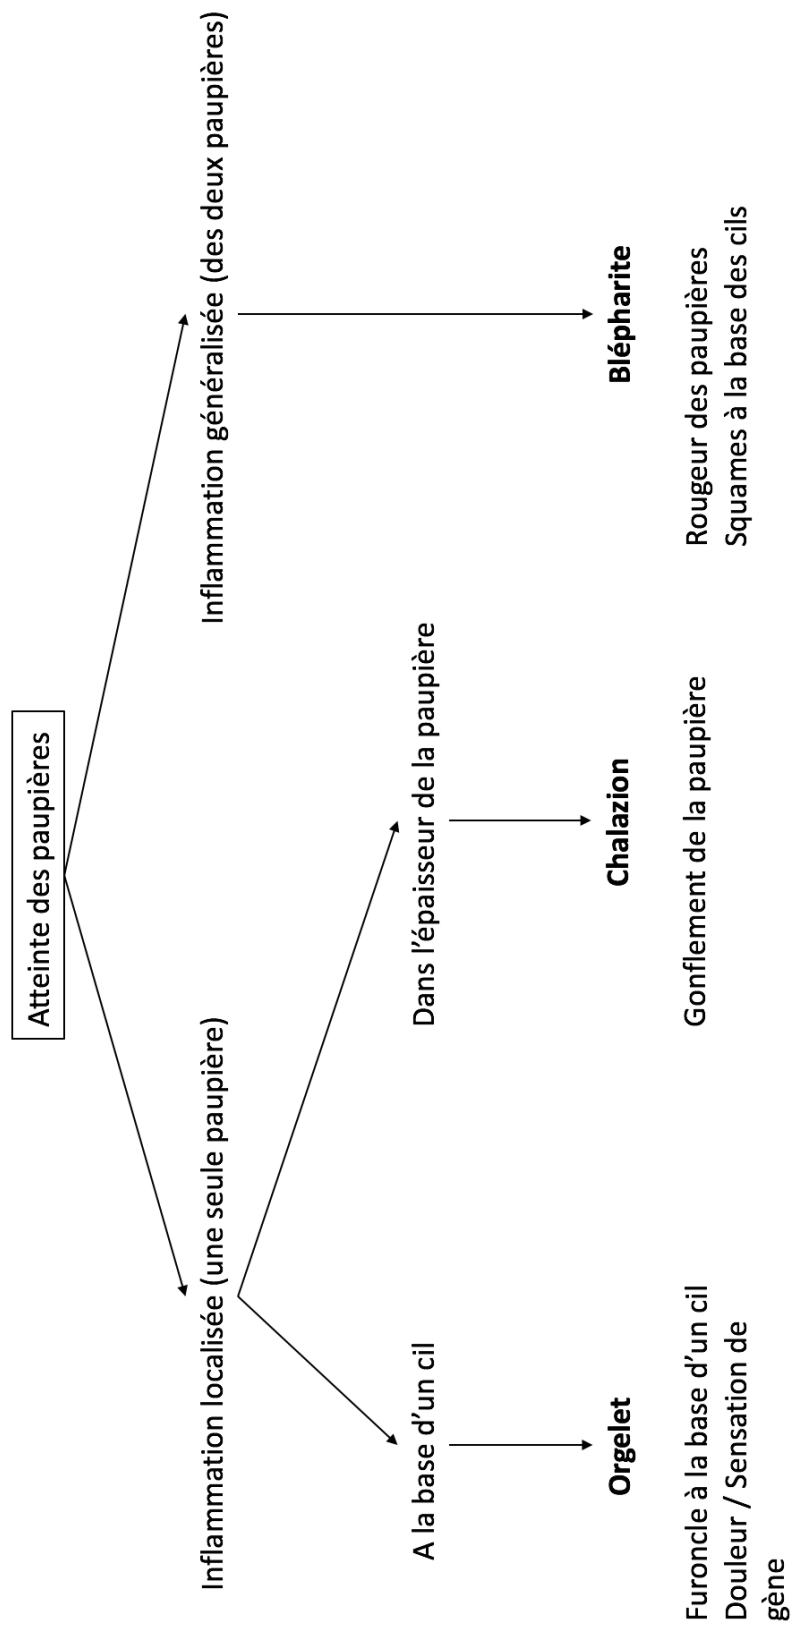 Atteinte des paupières
Inflammation localisée (une seule paupière)
Inflammation généralisée (des deux paupières)
A la base d’un cil
Dans l’épaisseur de la paupière
Orgelet
Chalazion
Blépharite
Furoncle à la base d’un cil
Douleur / Sensation de
gène
Gonflement de la paupière
Rougeur des paupières
Squames à la base des cils